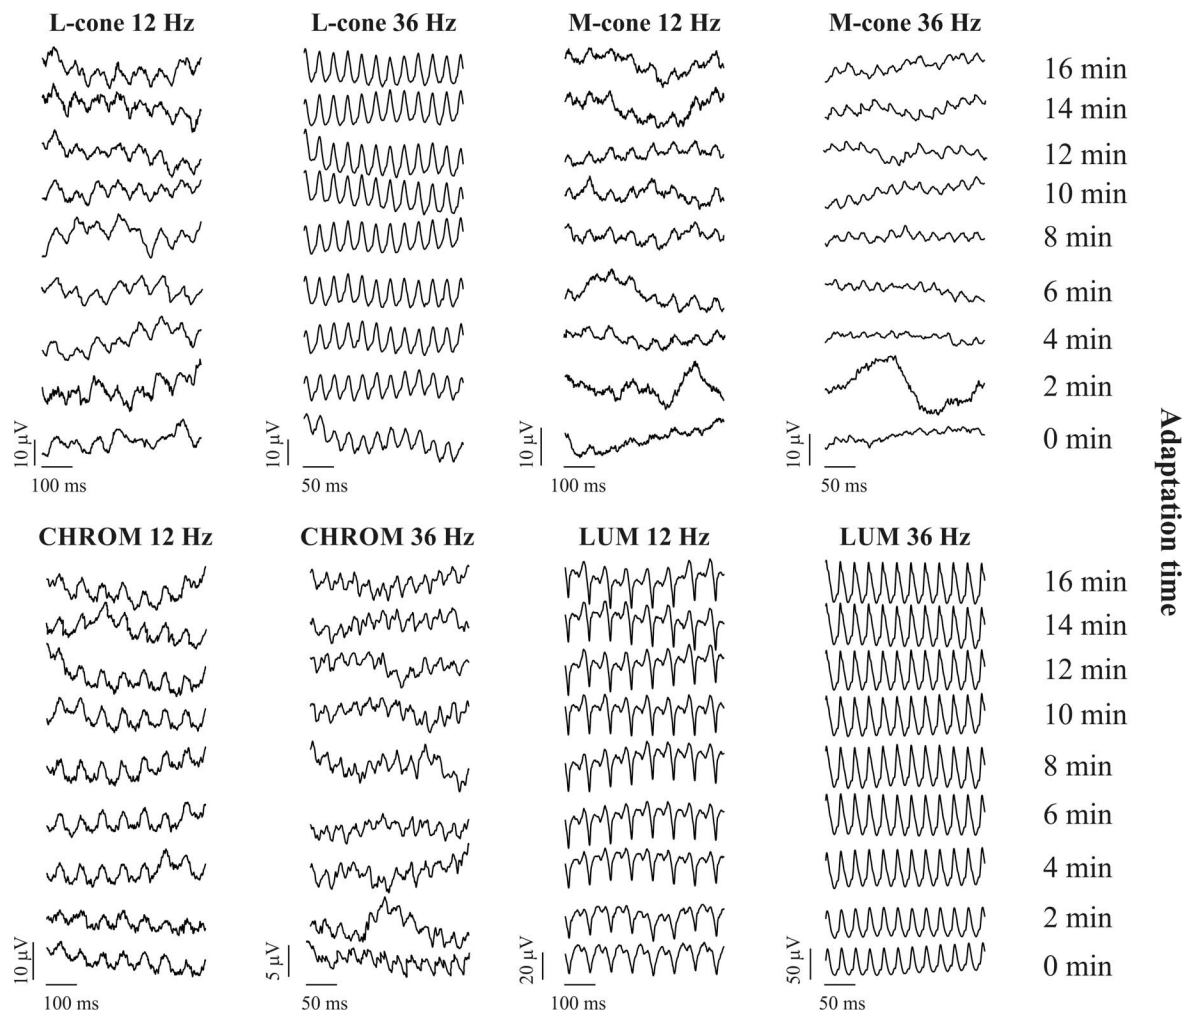 L-cone 12 Hz L-cone 36 Hz M-cone 12 Hz M-cone 36 Hz
16 min
14 min
12 min
10 min
8 min
6 min
4 min
2 min
0 min
10 µV 10 µV 10 µV 10 µV
100 ms 50 ms 100 ms 50 ms
Adaptation time
CHROM 12 Hz CHROM 36 Hz LUM 12 Hz LUM 36 Hz
16 min
14 min
12 min
10 min
8 min
6 min
4 min
2 min
0 min
10 µV 5 µV 20 µV 50 µV
100 ms 50 ms 100 ms 50 ms